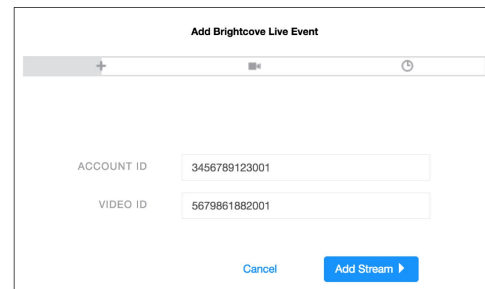 Add Brightcove Live Event
ACCOUNT ID 3456789123001
VIDEO ID 5679861882001
Cancel Add Stream